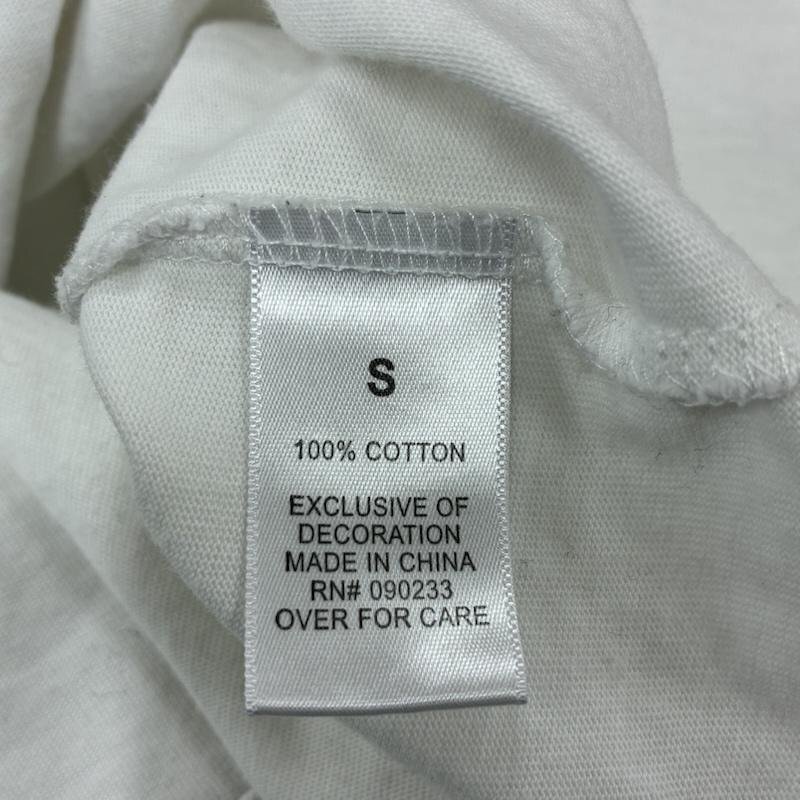 S
100% COTTON
EXCLUSIVE OF
DECORATION
MADE IN CHINA
RN# 090233
OVER FOR CARE